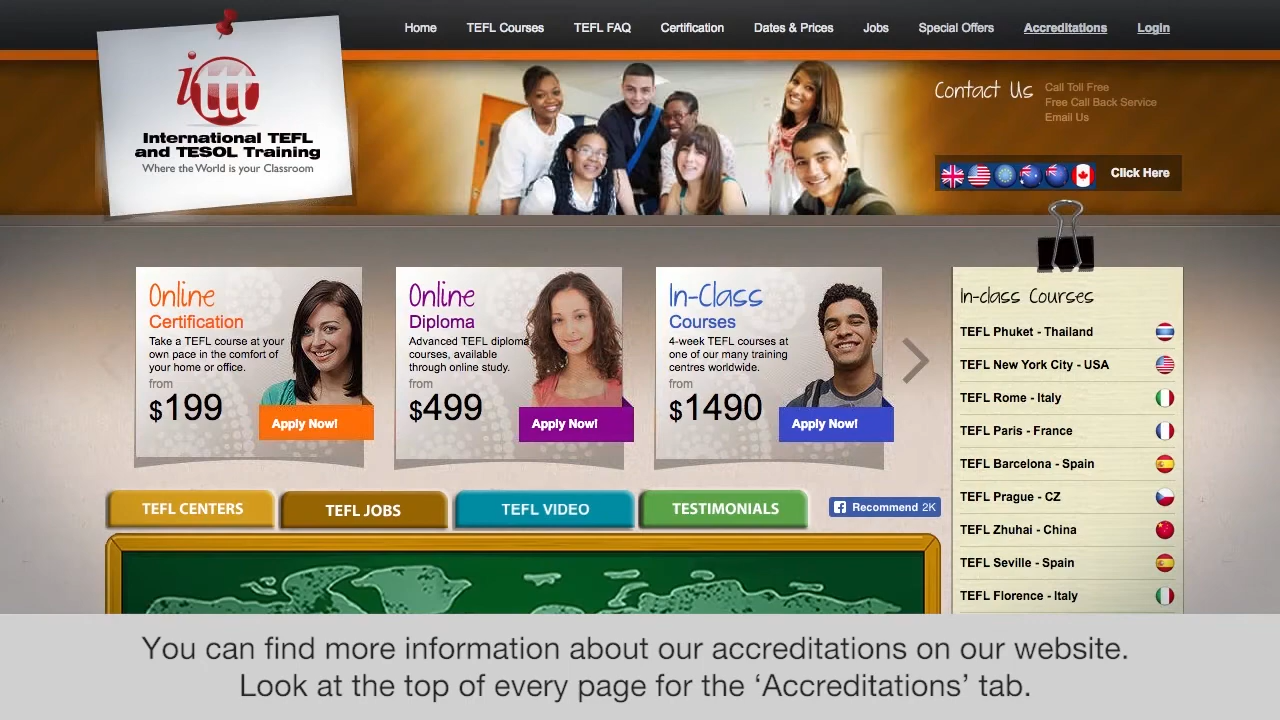 Home TEFL Courses TEFL FAQ Certification Dates & Prices Jobs Special Offers Accreditations Login
ittt
International TEFL
and TESOL Training
Where the World is your Classroom
Contact Us
Call Toll Free
Free Call Back Service
Email Us
Click Here
Online
Certification
Take a TEFL course at your
own pace in the comfort of
your home or office.
from
$199
Apply Now!
Online
Diploma
Advanced TEFL diploma
courses, available
through online study.
from
$499
Apply Now!
In-Class
Courses
4-week TEFL courses at
one of our many training
centres worldwide.
from
$1490
Apply Now!
In-class Courses
TEFL Phuket - Thailand
TEFL New York City - USA
TEFL Rome - Italy
TEFL Paris - France
TEFL Barcelona - Spain
TEFL Prague - CZ
TEFL Zhuhai - China
TEFL Seville - Spain
TEFL Florence - Italy
TEFL CENTERS TEFL JOBS TEFL VIDEO TESTIMONIALS
Recommend 2K
You can find more information about our accreditations on our website.
Look at the top of every page for the ‘Accreditations’ tab.